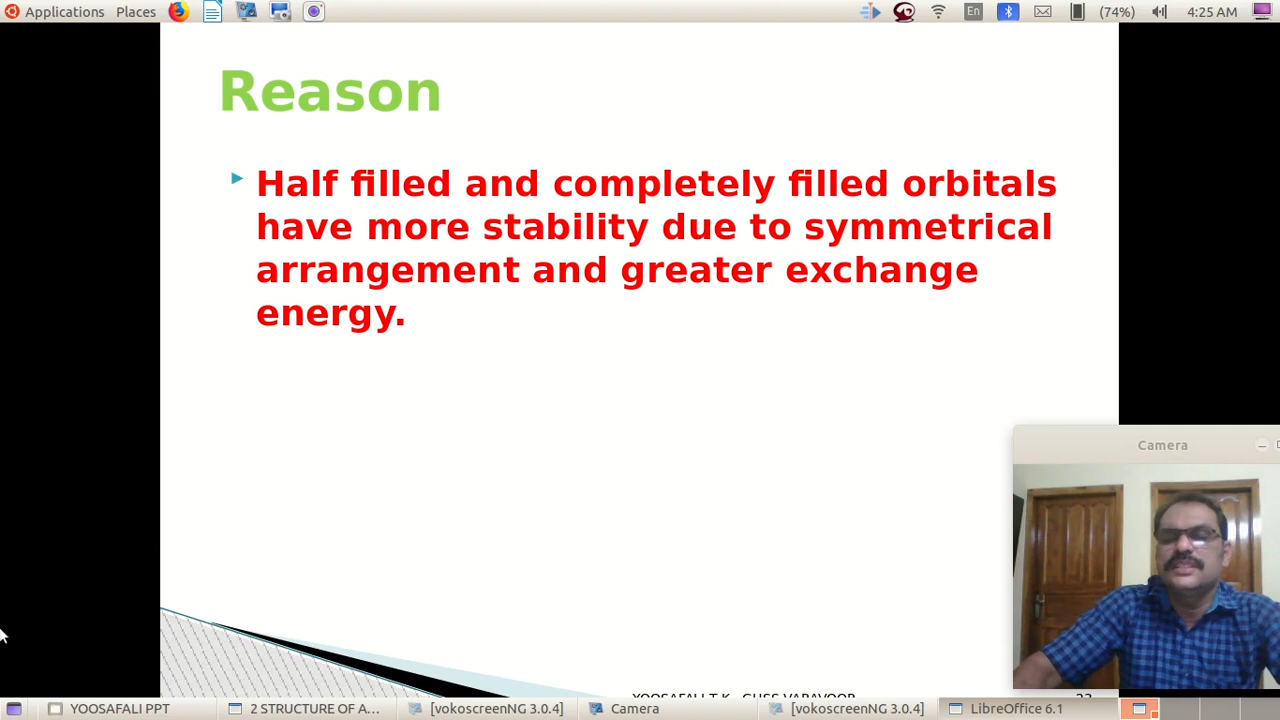 Applications Places En (74%) 4:25 AM
Reason
Half filled and completely filled orbitals
have more stability due to symmetrical
arrangement and greater exchange
energy.
Camera
YOOSAFALI PPT 2 STRUCTURE OF A... [vokoscreenNG 3.0.4] Camera [vokoscreenNG 3.0.4] LibreOffice 6.1